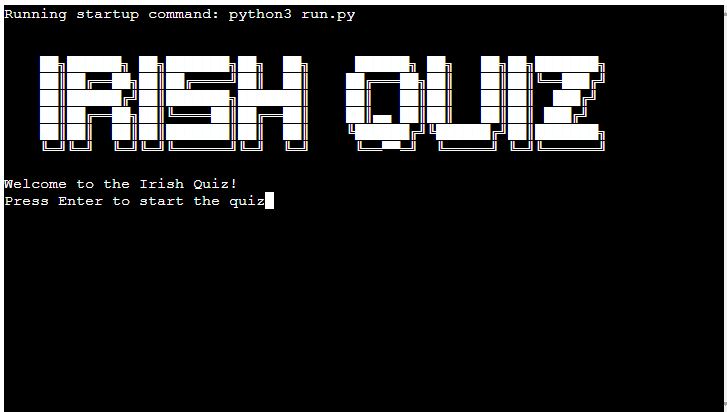 Running startup command: python3 run.py
IRISH QUIZ
Welcome to the Irish Quiz!
Press Enter to start the quiz